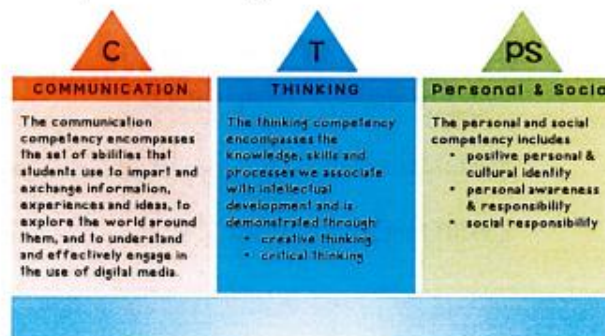 C
COMMUNICATION
The communication
competency encompasses
the set of abilities that
students use to impart and
exchange information,
experiences and ideas, to
explore the world around
them, and to understand
and effectively engage in
the use of digital media.
T
THINKING
The thinking competency
encompasses the
knowledge, skills and
processes we associate
with intellectual
development and is
demonstrated through:
• creative thinking
• critical thinking
PS
Personal & Social
The personal and social
competency includes
• positive personal &
cultural identity
• personal awareness
& responsibility
• social responsibility